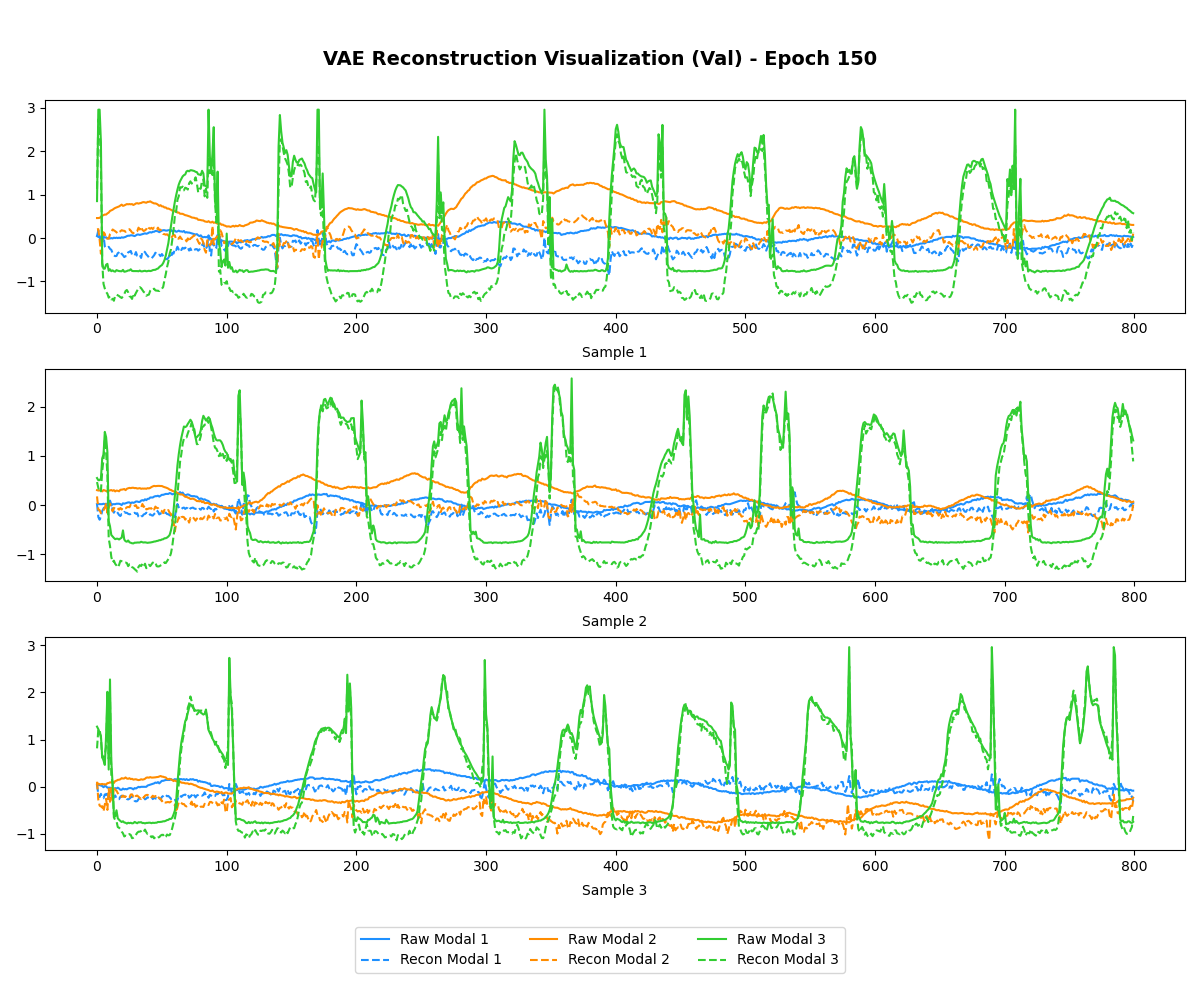 VAE Reconstruction Visualization (Val) - Epoch 150
3
2
1
0
−1
0 100 200 300 400 500 600 700 800
Sample 1
2
1
0
−1
0 100 200 300 400 500 600 700 800
Sample 2
3
2
1
0
−1
0 100 200 300 400 500 600 700 800
Sample 3
Raw Modal 1 Raw Modal 2 Raw Modal 3
Recon Modal 1 Recon Modal 2 Recon Modal 3